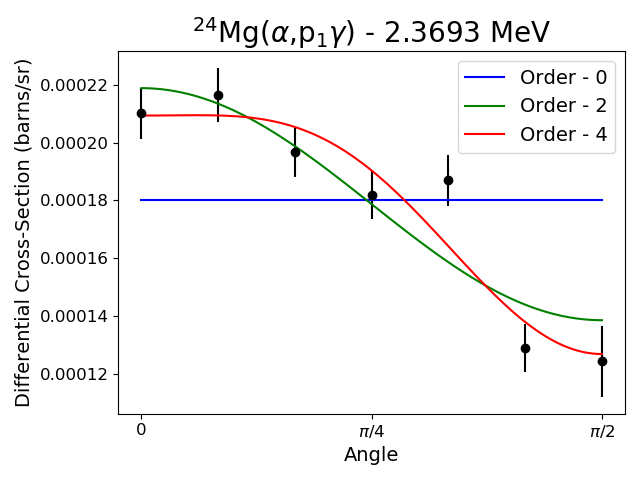 ²⁴Mg(α,p₁γ) - 2.3693 MeV
Differential Cross-Section (barns/sr)
0.00022
0.00020
0.00018
0.00016
0.00014
0.00012
Order - 0
Order - 2
Order - 4
0 π/4 π/2
Angle